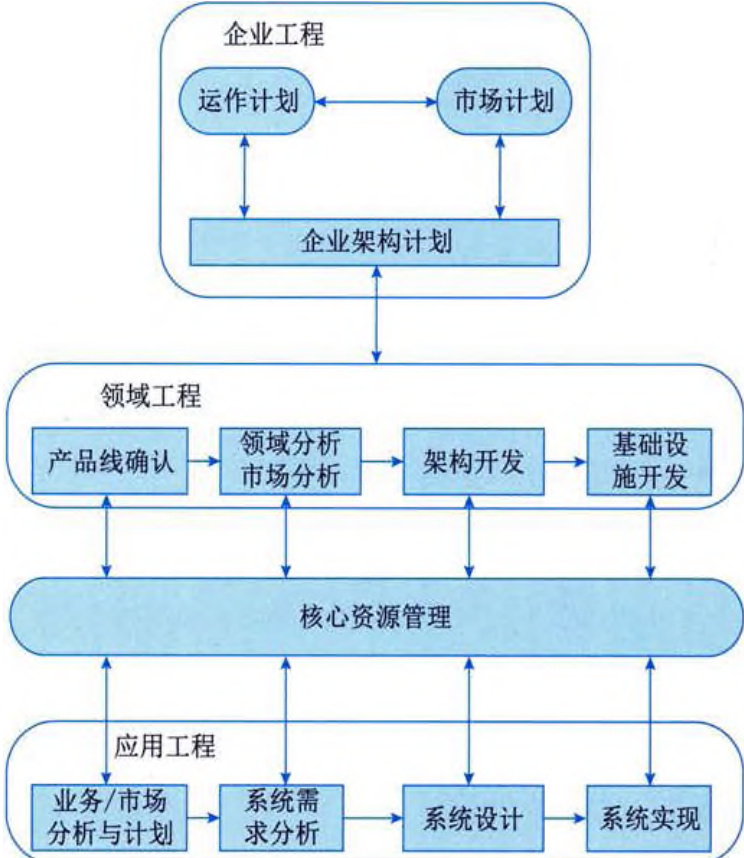 企业工程
运作计划
市场计划
企业架构计划
领域工程
产品线确认
领域分析
市场分析
架构开发
基础设
施开发
核心资源管理
应用工程
业务/市场
分析与计划
系统需
求分析
系统设计
系统实现